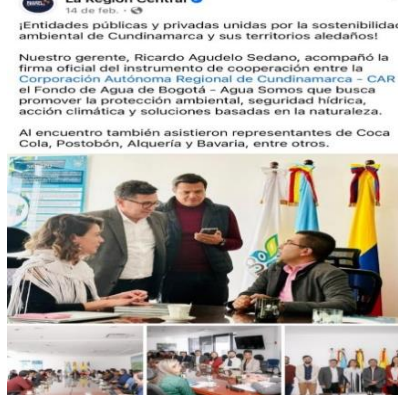 La Región Central
14 de feb. ·
¡Entidades públicas y privadas unidas por la sostenibilidad
ambiental de Cundinamarca y sus territorios aledaños!
Nuestro gerente, Ricardo Agudelo Sedano, acompañó la
firma oficial del instrumento de cooperación entre la
Corporación Autónoma Regional de Cundinamarca - CAR
el Fondo de Agua de Bogotá - Agua Somos que busca
promover la protección ambiental, seguridad hídrica,
acción climática y soluciones basadas en la naturaleza.
Al encuentro también asistieron representantes de Coca
Cola, Postobón, Alquería y Bavaria, entre otros.